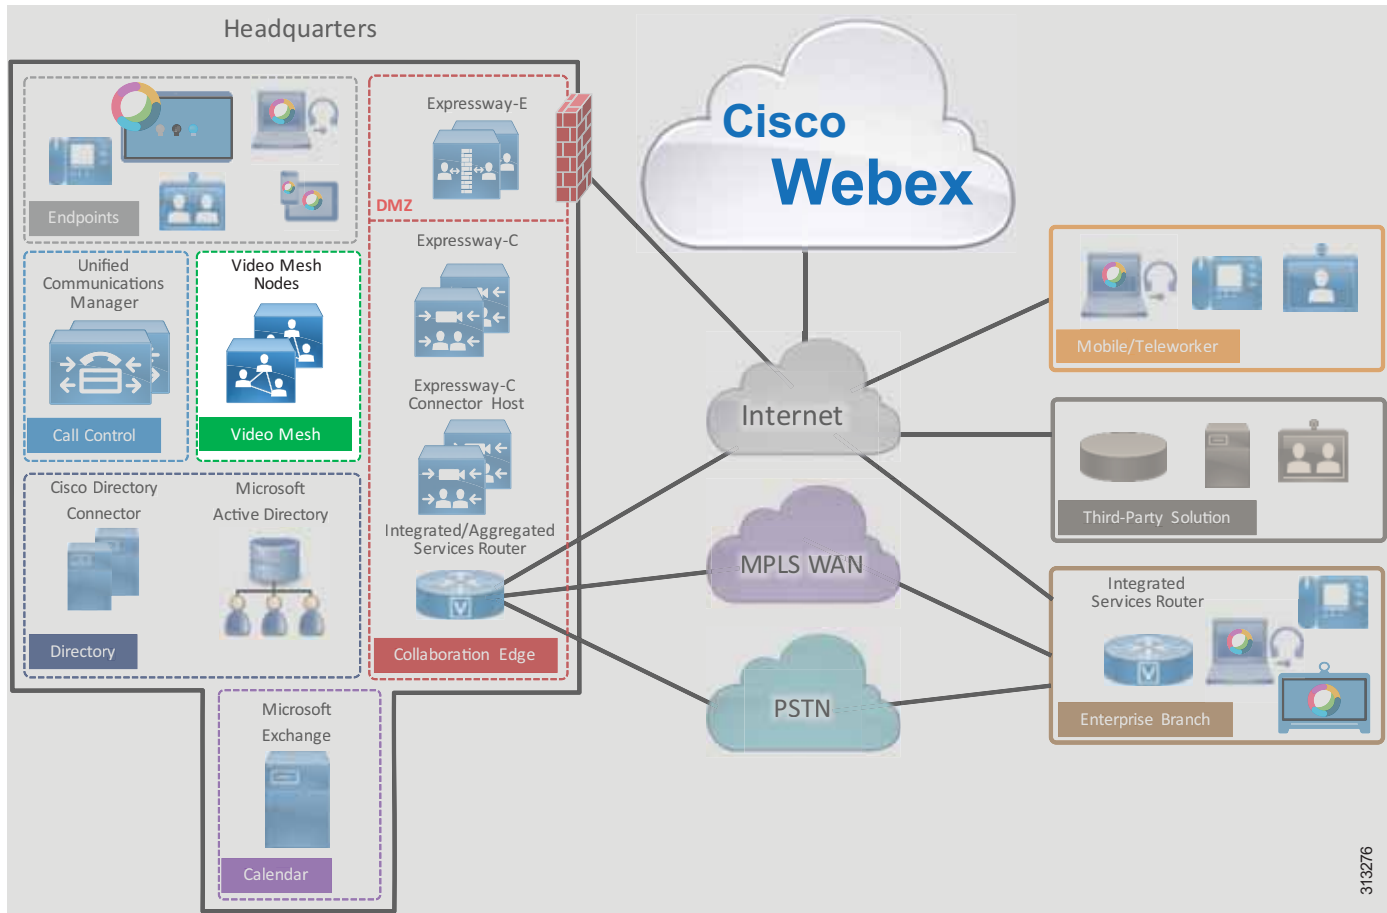 Headquarters
Endpoints
Expressway-E
DMZ
Unified
Communications
Manager
Call Control
Video Mesh
Nodes
Video Mesh
Expressway-C
Expressway-C
Connector Host
Integrated/Aggregated
Services Router
V
Collaboration Edge
Cisco Directory
Connector
Microsoft
Active Directory
Directory
Microsoft
Exchange
Calendar
Cisco
Webex
Internet
MPLS WAN
PSTN
Mobile/Teleworker
Third-Party Solution
Integrated
Services Router
V
Enterprise Branch
313276